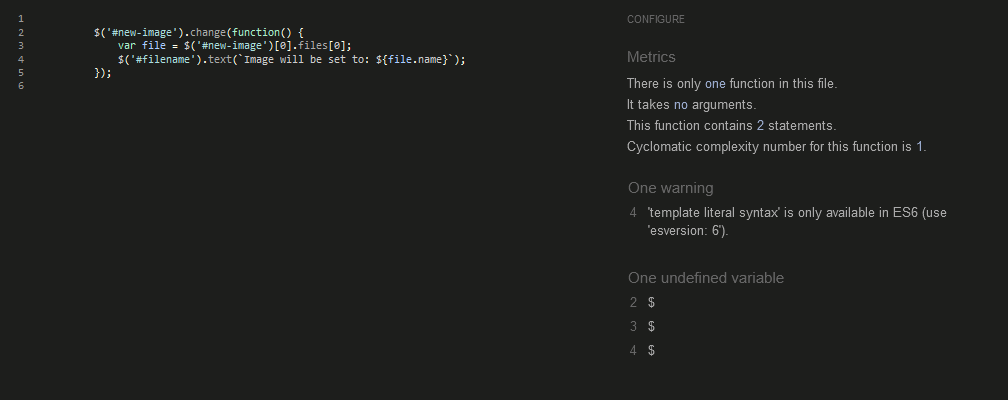 1
2 $('#new-image').change(function() {
3 var file = $('#new-image')[0].files[0];
4 $('#filename').text(`Image will be set to: ${file.name}`);
5 });
6
CONFIGURE
Metrics
There is only one function in this file.
It takes no arguments.
This function contains 2 statements.
Cyclomatic complexity number for this function is 1.
One warning
4 'template literal syntax' is only available in ES6 (use
'esversion: 6').
One undefined variable
2 $
3 $
4 $